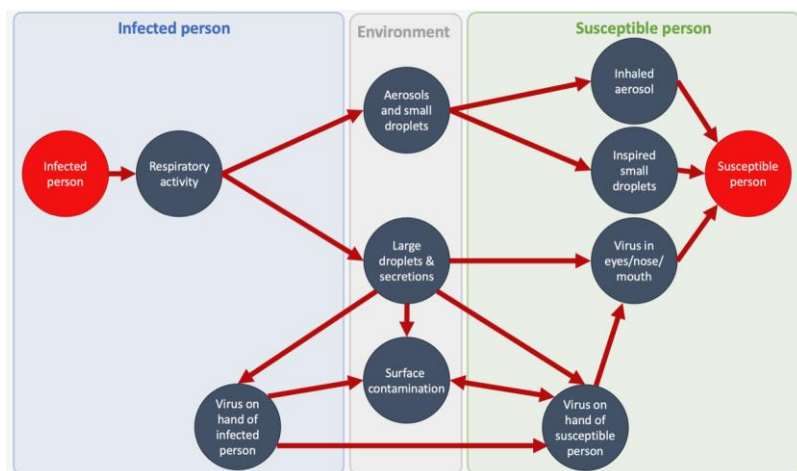 Infected person
Environment
Susceptible person
Infected
person
Respiratory
activity
Aerosols
and small
droplets
Inhaled
aerosol
Inspired
small
droplets
Susceptible
person
Large
droplets &
secretions
Virus in
eyes/nose/
mouth
Surface
contamination
Virus on
hand of
infected
person
Virus on
hand of
susceptible
person